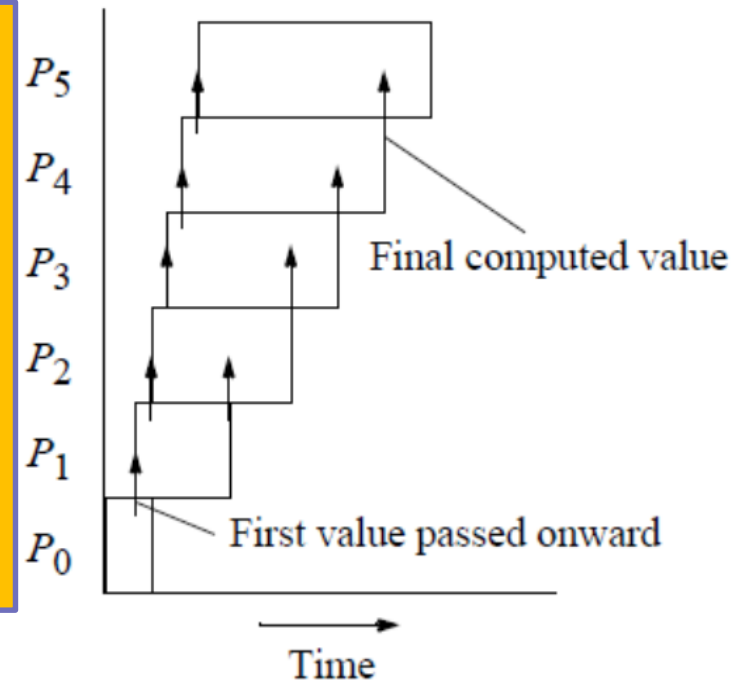 P5
P4
P3
Final computed value
P2
P1
First value passed onward
P0
Time